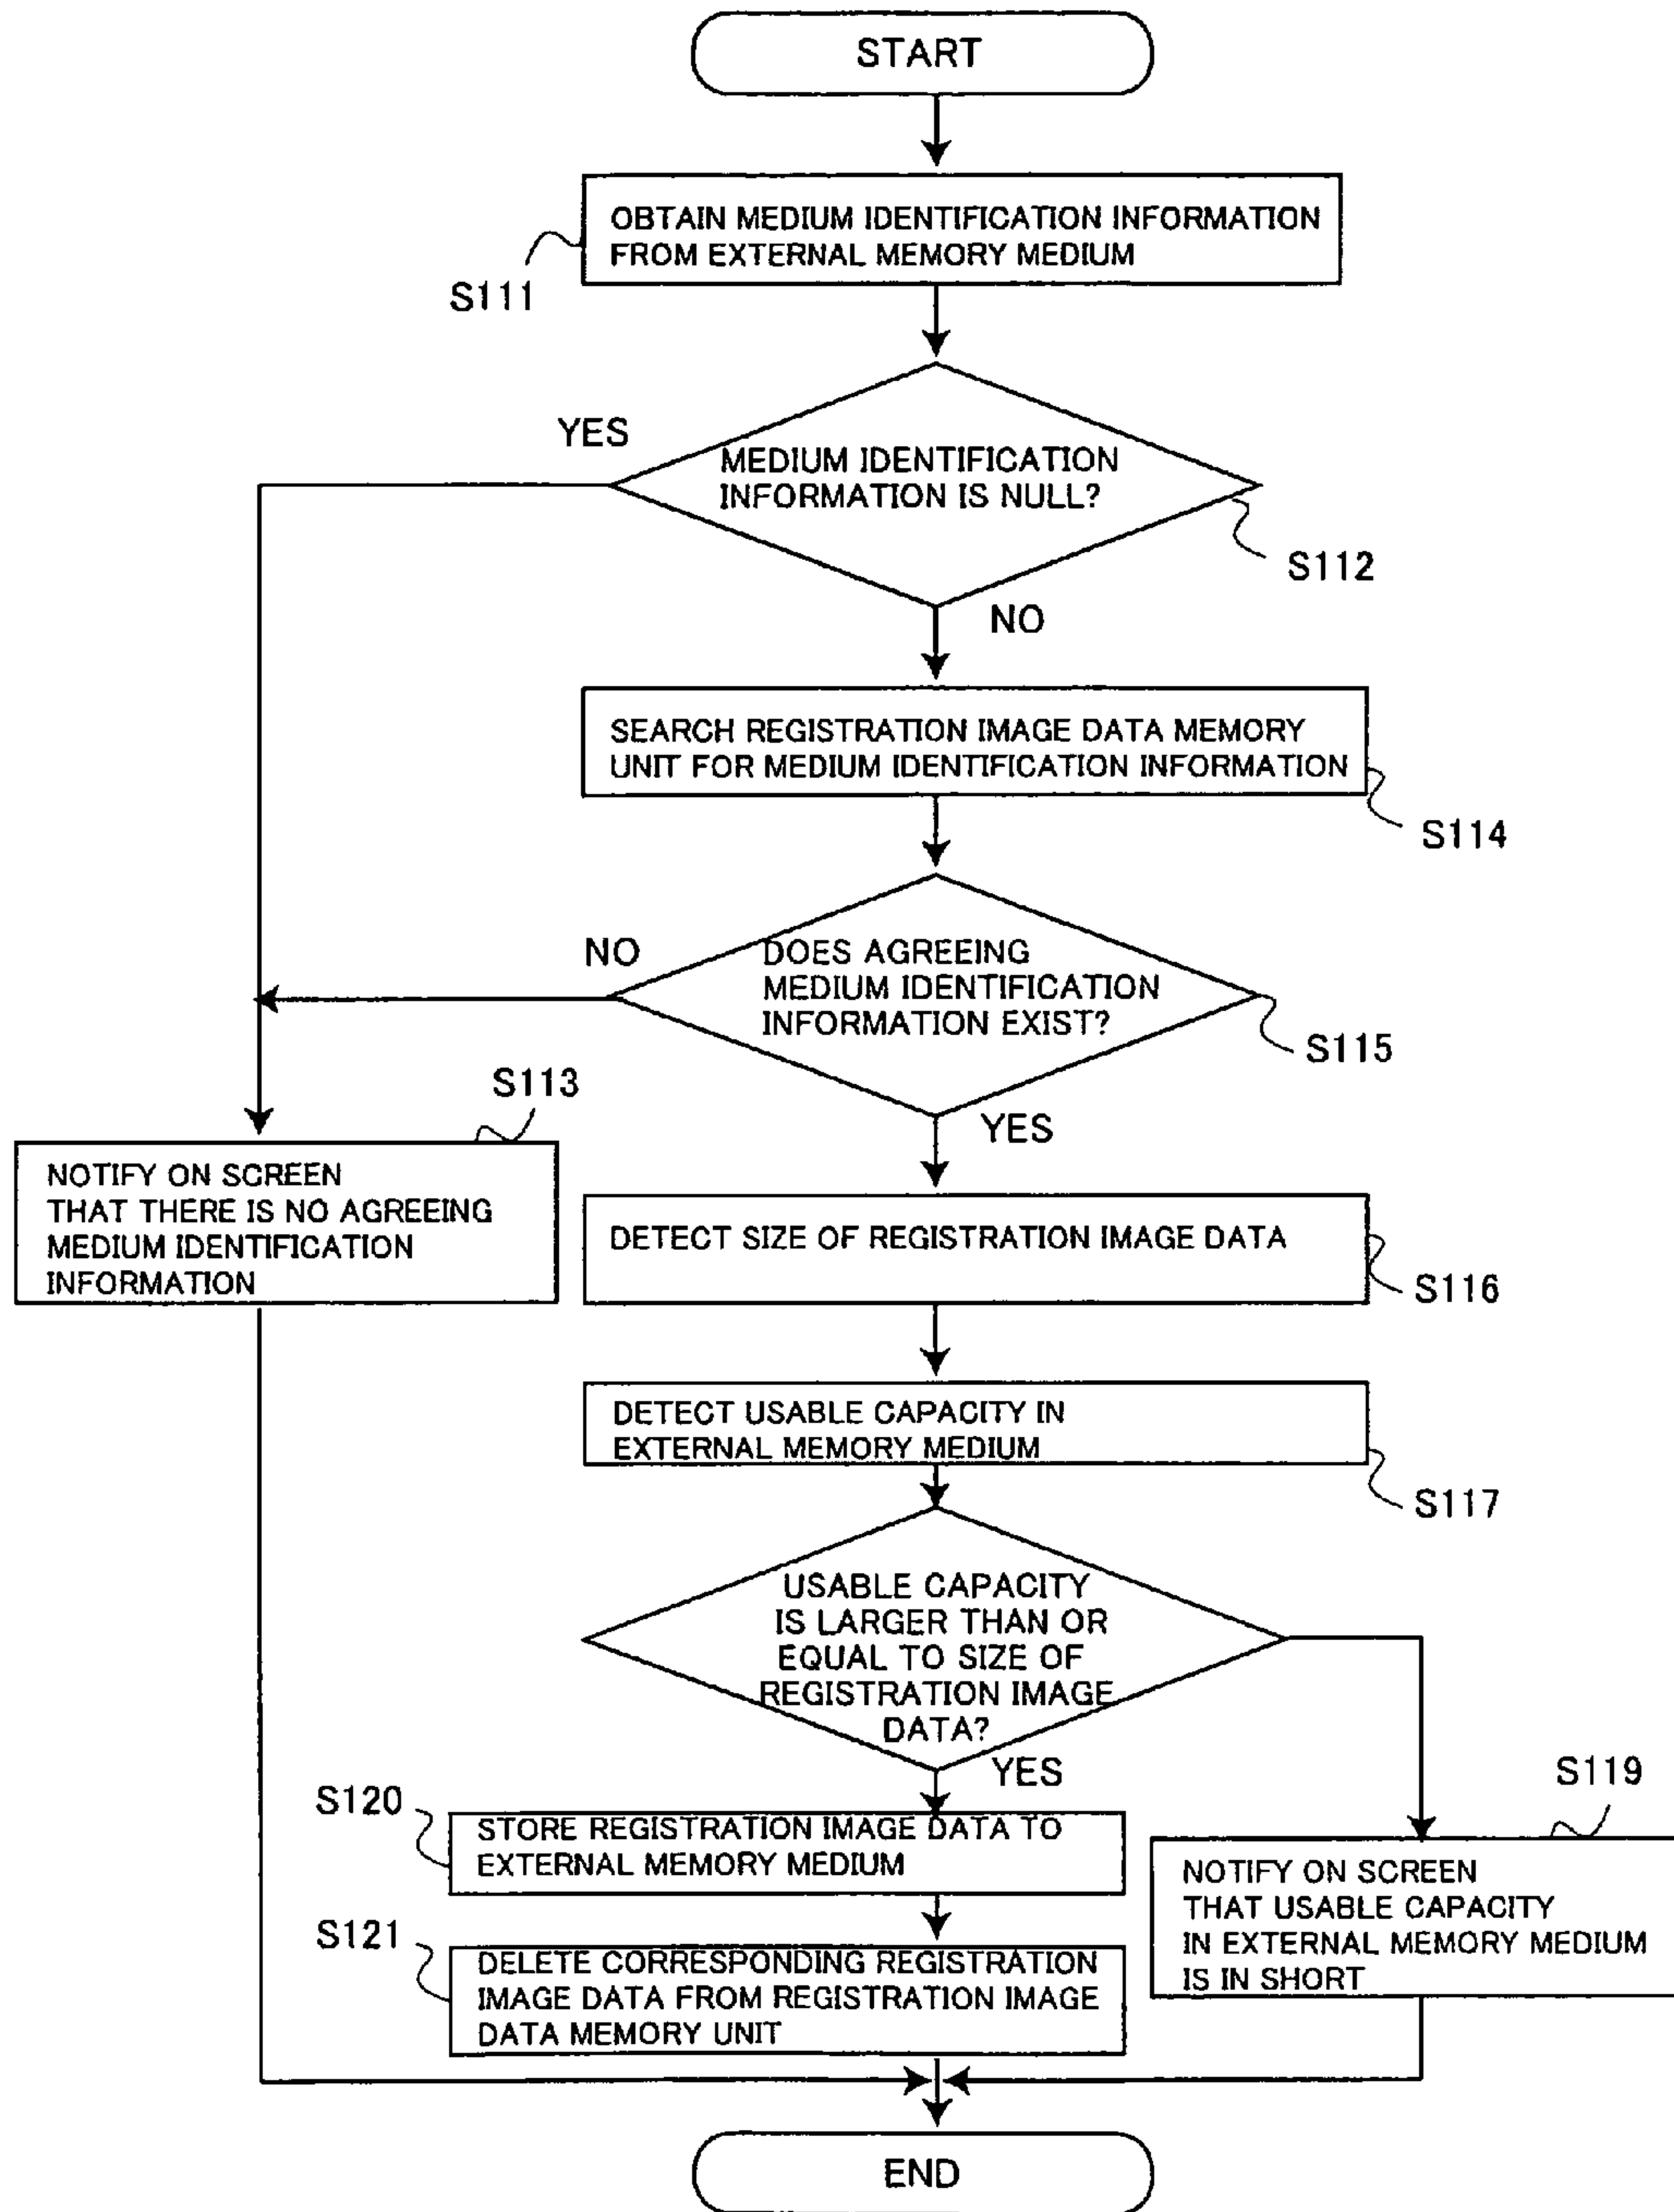 START
OBTAIN MEDIUM IDENTIFICATION INFORMATION
FROM EXTERNAL MEMORY MEDIUM
S111
YES
MEDIUM IDENTIFICATION
INFORMATION IS NULL?
S112
NO
SEARCH REGISTRATION IMAGE DATA MEMORY
UNIT FOR MEDIUM IDENTIFICATION INFORMATION
S114
NO
DOES AGREEING
MEDIUM IDENTIFICATION
INFORMATION EXIST?
S115
S113
YES
NOTIFY ON SCREEN
THAT THERE IS NO AGREEING
MEDIUM IDENTIFICATION
INFORMATION
DETECT SIZE OF REGISTRATION IMAGE DATA
S116
DETECT USABLE CAPACITY IN
EXTERNAL MEMORY MEDIUM
S117
USABLE CAPACITY
IS LARGER THAN OR
EQUAL TO SIZE OF
REGISTRATION IMAGE
DATA?
YES
S120
STORE REGISTRATION IMAGE DATA TO
EXTERNAL MEMORY MEDIUM
S119
NOTIFY ON SCREEN
THAT USABLE CAPACITY
IN EXTERNAL MEMORY MEDIUM
IS IN SHORT
S121
DELETE CORRESPONDING REGISTRATION
IMAGE DATA FROM REGISTRATION IMAGE
DATA MEMORY UNIT
END